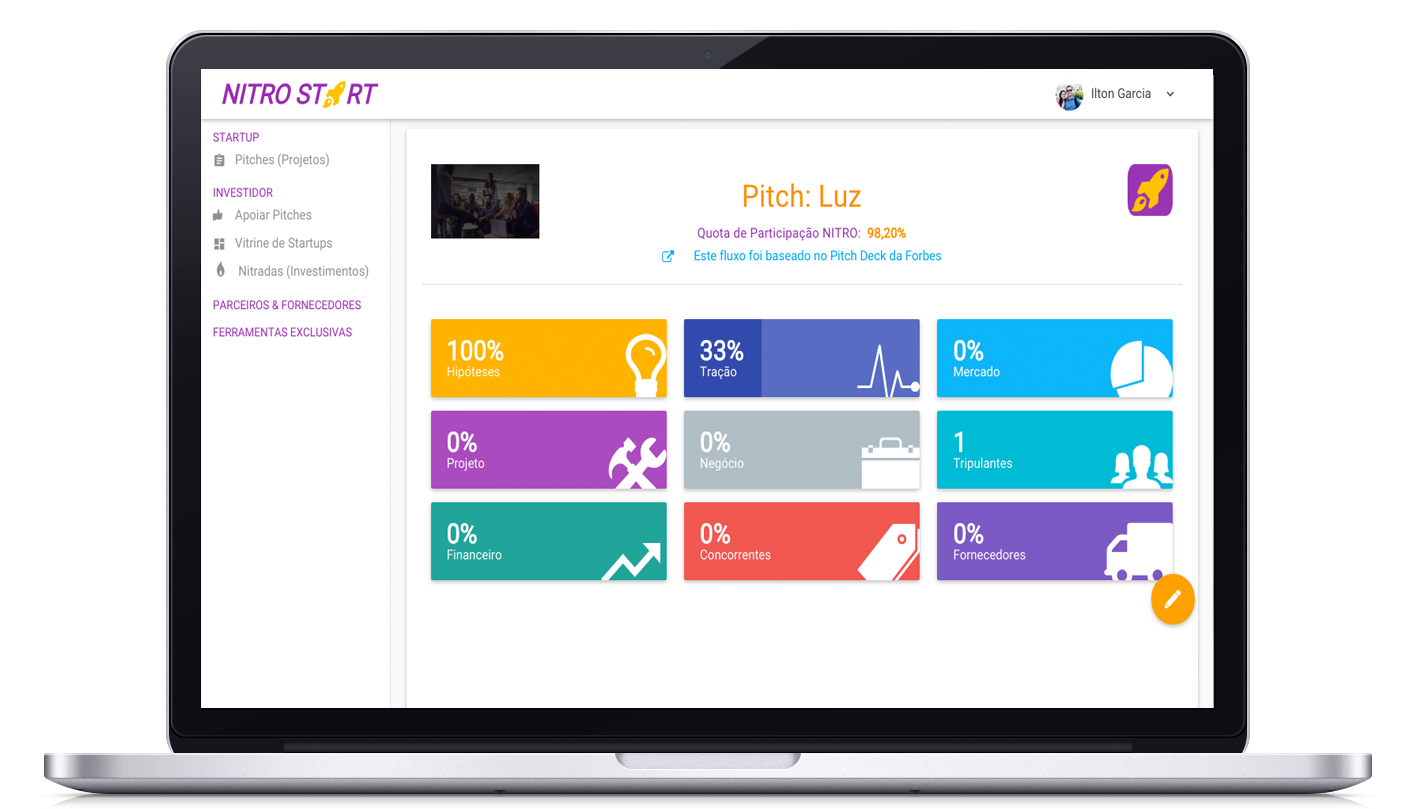 NITRO START
Ilton Garcia
STARTUP
Pitches (Projetos)
INVESTIDOR
Apoiar Pitches
Vitrine de Startups
Nitradas (Investimentos)
PARCEIROS & FORNECEDORES
FERRAMENTAS EXCLUSIVAS
Pitch: Luz
Quota de Participação NITRO: 98,20%
Este fluxo foi baseado no Pitch Deck da Forbes
100%
Hipóteses
33%
Tração
0%
Mercado
0%
Projeto
0%
Negócio
1
Tripulantes
0%
Financeiro
0%
Concorrentes
0%
Fornecedores